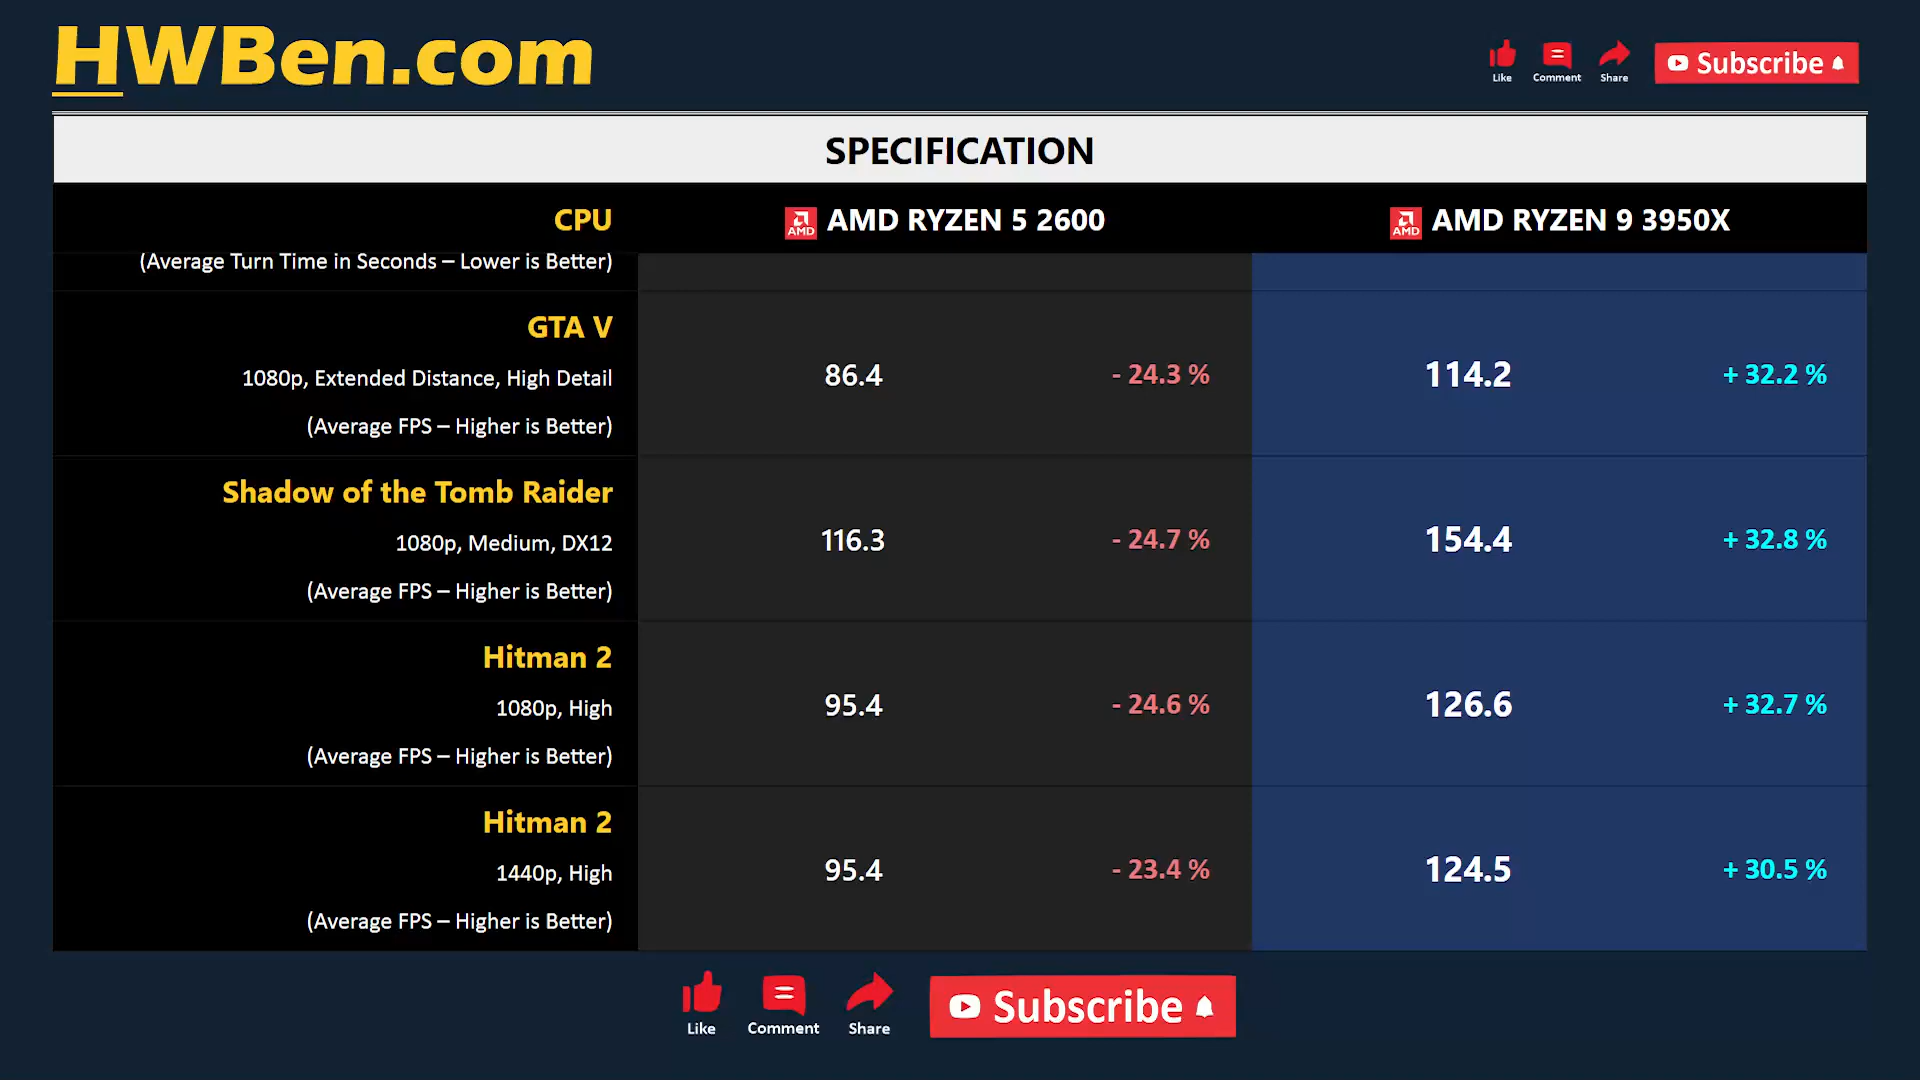 HWBen.com
Like
Comment
Share
Subscribe
SPECIFICATION
CPU
AMD
AMD RYZEN 5 2600
AMD
AMD RYZEN 9 3950X
(Average Turn Time in Seconds – Lower is Better)
GTA V
1080p, Extended Distance, High Detail
(Average FPS – Higher is Better)
86.4
- 24.3 %
114.2
+ 32.2 %
Shadow of the Tomb Raider
1080p, Medium, DX12
(Average FPS – Higher is Better)
116.3
- 24.7 %
154.4
+ 32.8 %
Hitman 2
1080p, High
(Average FPS – Higher is Better)
95.4
- 24.6 %
126.6
+ 32.7 %
Hitman 2
1440p, High
(Average FPS – Higher is Better)
95.4
- 23.4 %
124.5
+ 30.5 %
Like
Comment
Share
Subscribe